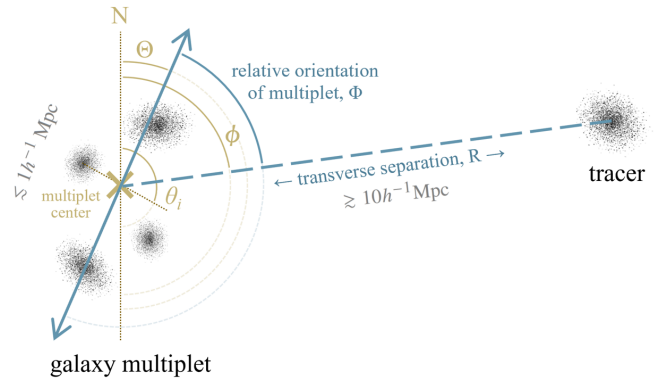 N
Θ
relative orientation
of multiplet, Φ
ϕ
≲ 1h⁻¹ Mpc
multiplet
center
θᵢ
← transverse separation, R →
≳ 10h⁻¹Mpc
tracer
galaxy multiplet